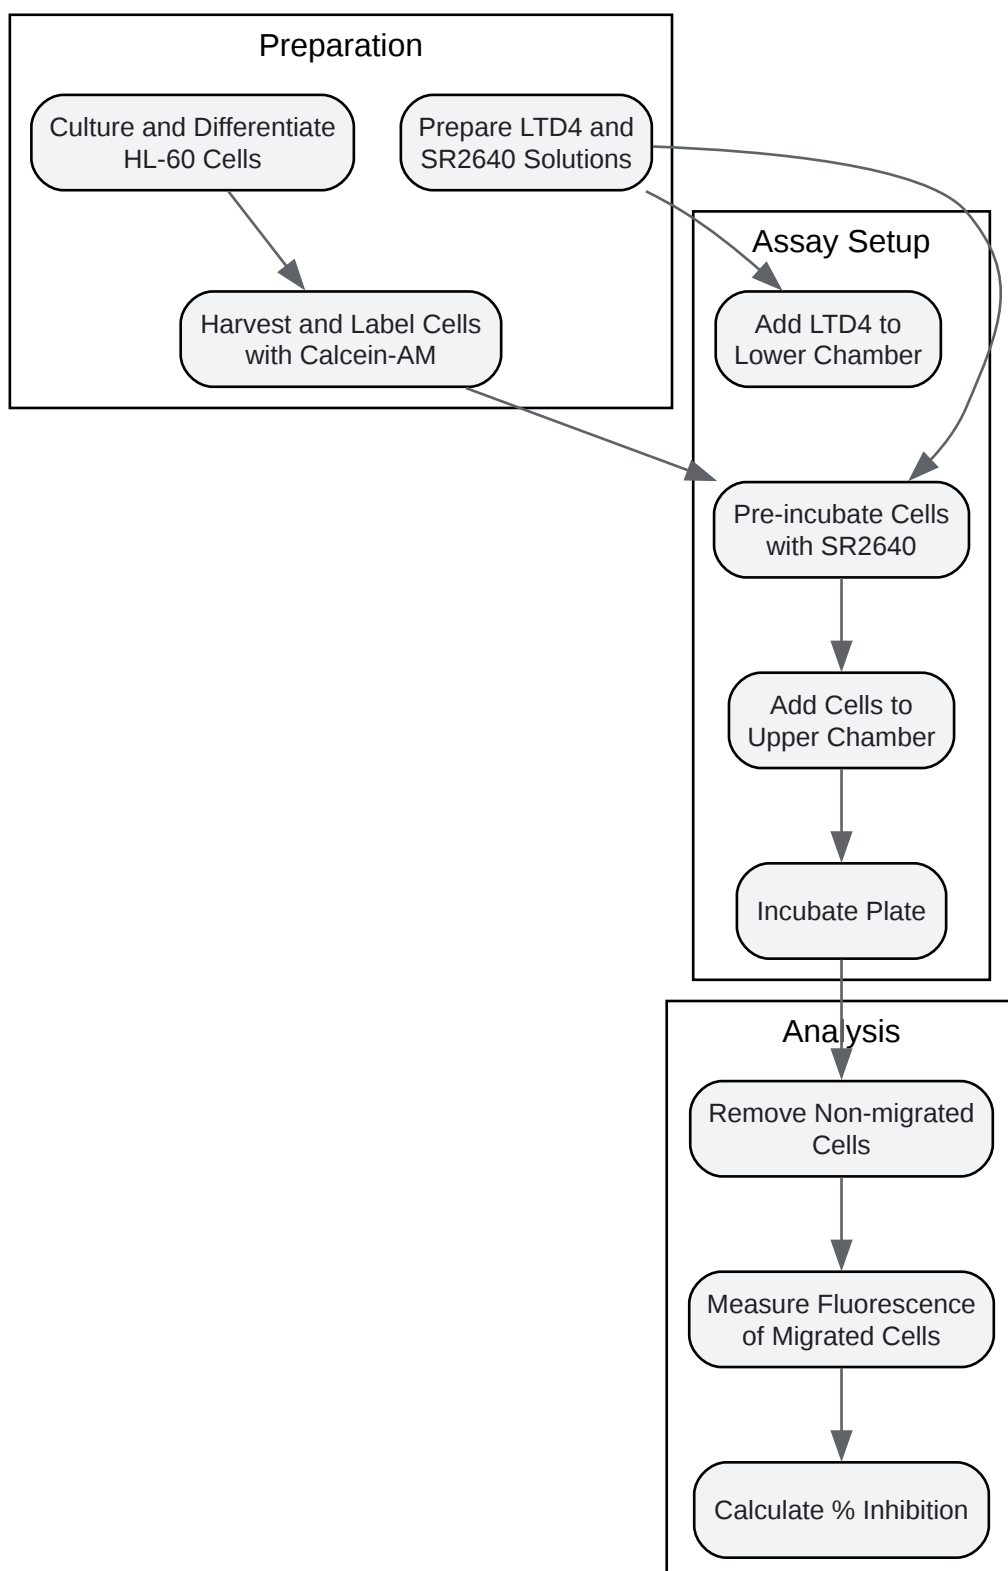 Preparation
Culture and Differentiate
HL-60 Cells
Prepare LTD4 and
SR2640 Solutions
Harvest and Label Cells
with Calcein-AM
Assay Setup
Add LTD4 to
Lower Chamber
Pre-incubate Cells
with SR2640
Add Cells to
Upper Chamber
Incubate Plate
Analysis
Remove Non-migrated
Cells
Measure Fluorescence
of Migrated Cells
Calculate % Inhibition